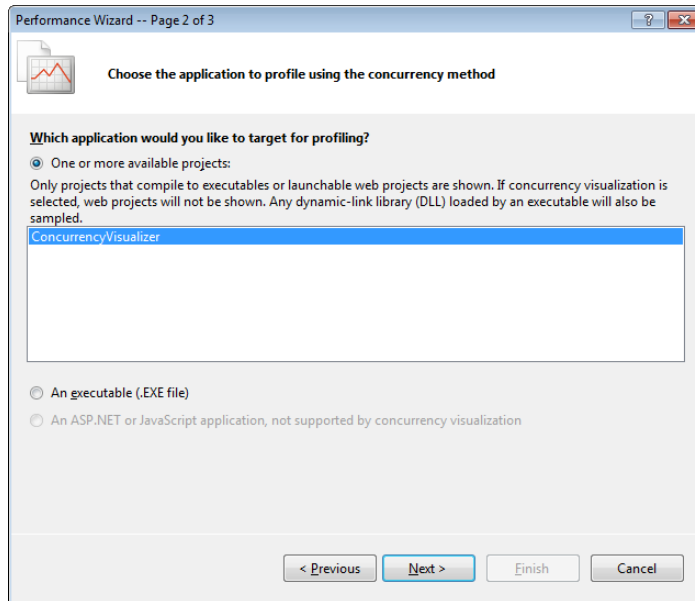 Performance Wizard -- Page 2 of 3
Choose the application to profile using the concurrency method
Which application would you like to target for profiling?
One or more available projects:
Only projects that compile to executables or launchable web projects are shown. If concurrency visualization is
selected, web projects will not be shown. Any dynamic-link library (DLL) loaded by an executable will also be
sampled.
ConcurrencyVisualizer
An executable (.EXE file)
An ASP.NET or JavaScript application, not supported by concurrency visualization
< Previous
Next >
Finish
Cancel